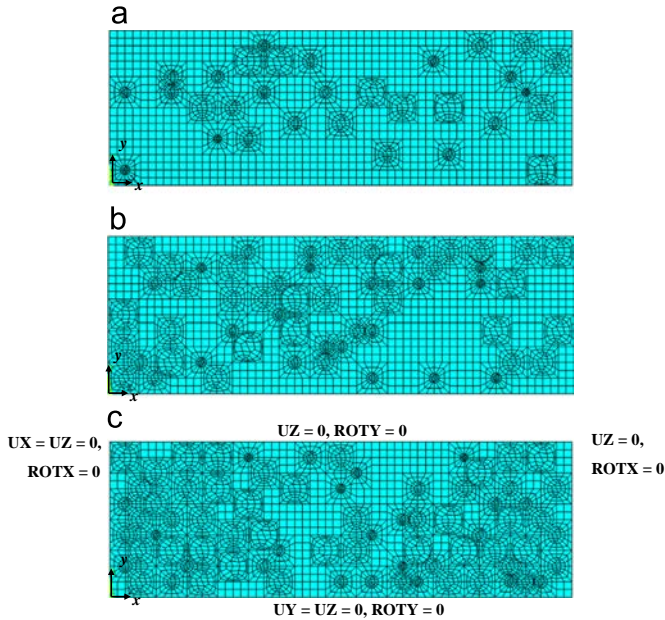 a
y
x
b
y
x
c
UZ = 0, ROTY = 0
UX = UZ = 0,
ROTX = 0
UZ = 0,
ROTX = 0
y
x
UY = UZ = 0, ROTY = 0